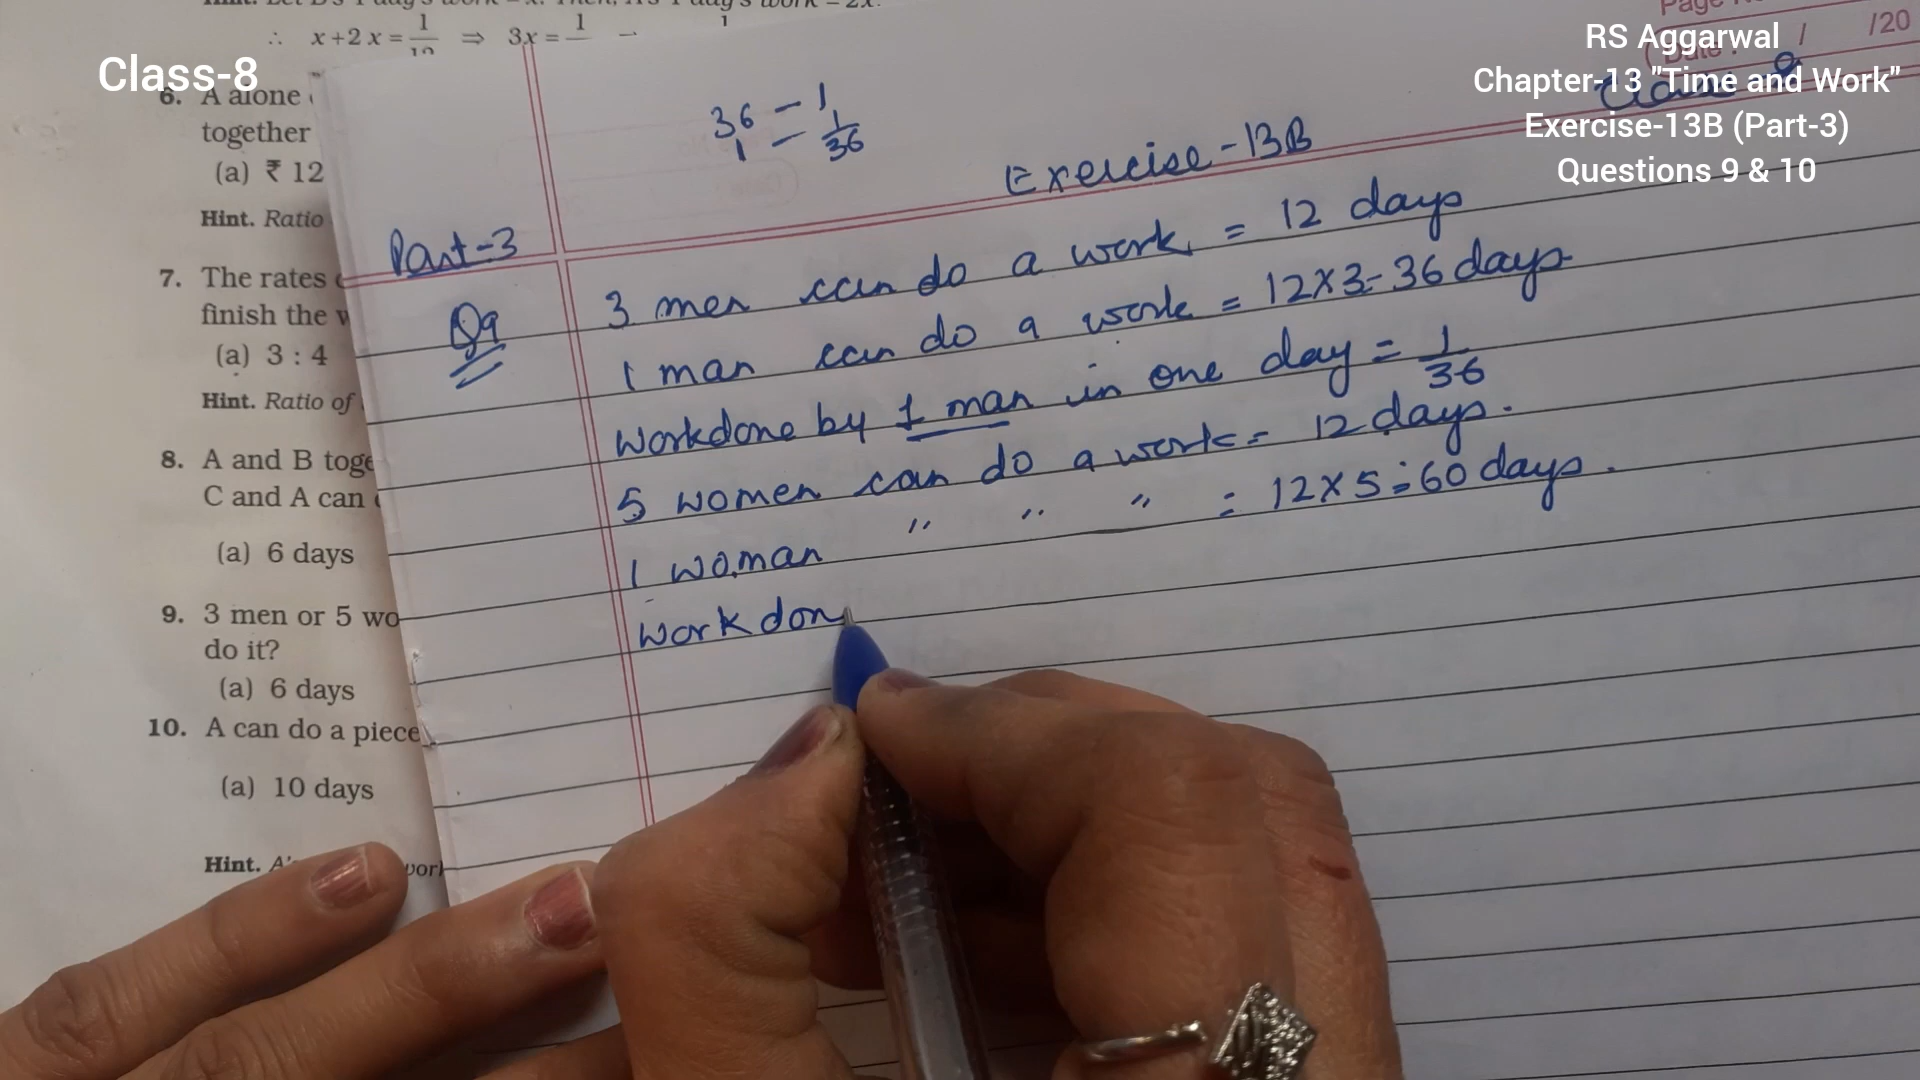 Class-8
RS Aggarwal
Chapter-13 "Time and Work"
Exercise-13B (Part-3)
Questions 9 & 10
/ /20
∴ x+2x = 1/ ⇒ 3x = 1/
6. A alone
together
(a) ₹ 12
Hint. Ratio
7. The rates
finish the
(a) 3 : 4
Hint. Ratio of
8. A and B
C and A can
(a) 6 days
9. 3 men or 5
do it?
(a) 6 days
10. A can do a piece
(a) 10 days
Hint.
36 - 1
1 - 1/36
Exercise-13B
Part-3
Q9
3 men can do a work = 12 days
1 man can do a work = 12×3=36 days
Workdone by 1 man in one day = 1/36
5 women can do a work = 12 days.
1 woman " " " = 12×5=60 days.
Workdon